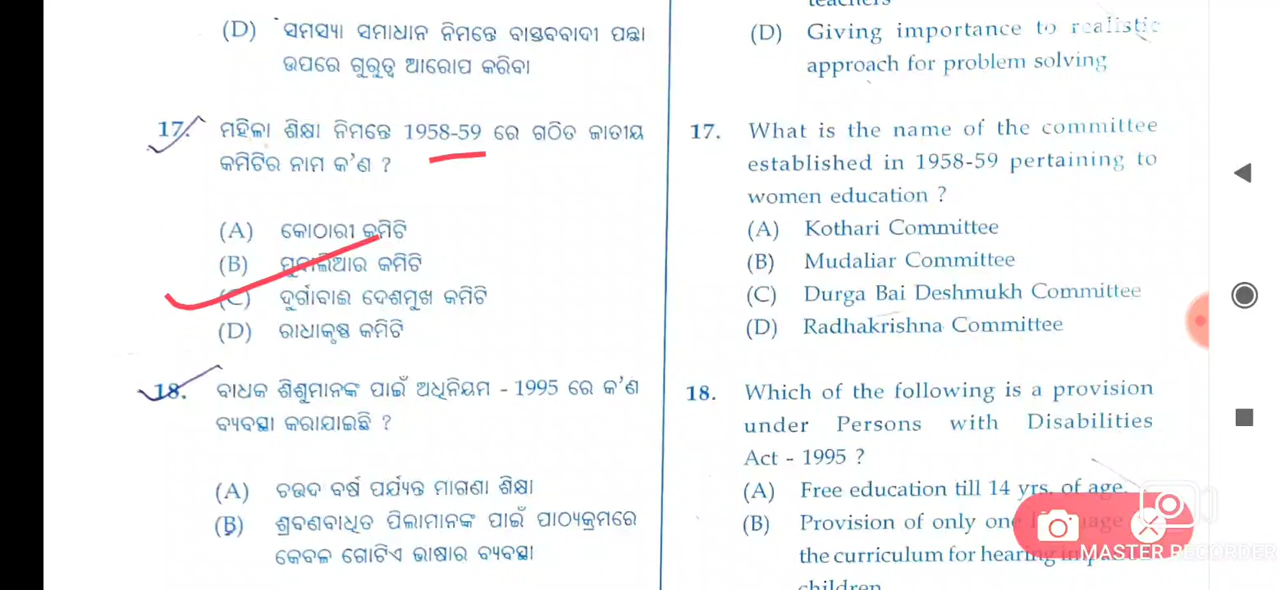 (D) ସମସ୍ୟା ସମାଧାନ ନିମନ୍ତେ ବାସ୍ତବବାଦୀ ପନ୍ଥା
ଉପରେ ଗୁରୁତ୍ୱ ଆରୋପ କରିବା
17. ମହିଳା ଶିକ୍ଷା ନିମନ୍ତେ 1958-59 ରେ ଗଠିତ ଜାତୀୟ
କମିଟିର ନାମ କ'ଣ ?
(A) କୋଠାରୀ କମିଟି
(B) ମୁଦାଲିଆର କମିଟି
(C) ଦୁର୍ଗାବାଈ ଦେଶମୁଖ କମିଟି
(D) ରାଧାକୃଷ୍ଣ କମିଟି
18. ବାଧକ ଶିଶୁମାନଙ୍କ ପାଇଁ ଅଧିନିୟମ - 1995 ରେ କ'ଣ
ବ୍ୟବସ୍ଥା କରାଯାଇଛି ?
(A) ଚଉଦ ବର୍ଷ ପର୍ଯ୍ୟନ୍ତ ମାଗଣା ଶିକ୍ଷା
(B) ଶ୍ରବଣବାଧିତ ପିଲାମାନଙ୍କ ପାଇଁ ପାଠ୍ୟକ୍ରମରେ
କେବଳ ଗୋଟିଏ ଭାଷାର ବ୍ୟବସ୍ଥା
teachers
(D) Giving importance to realistic
approach for problem solving
17. What is the name of the committee
established in 1958-59 pertaining to
women education ?
(A) Kothari Committee
(B) Mudaliar Committee
(C) Durga Bai Deshmukh Committee
(D) Radhakrishna Committee
18. Which of the following is a provision
under Persons with Disabilities
Act - 1995 ?
(A) Free education till 14 yrs. of age.
(B) Provision of only one
the curriculum for hearing
children
MASTER RECORDER